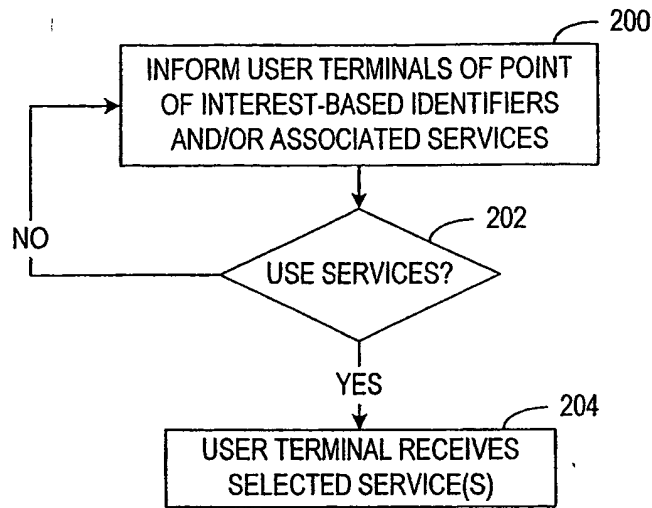 200
INFORM USER TERMINALS OF POINT
OF INTEREST-BASED IDENTIFIERS
AND/OR ASSOCIATED SERVICES
202
NO
USE SERVICES?
YES
204
USER TERMINAL RECEIVES
SELECTED SERVICE(S)